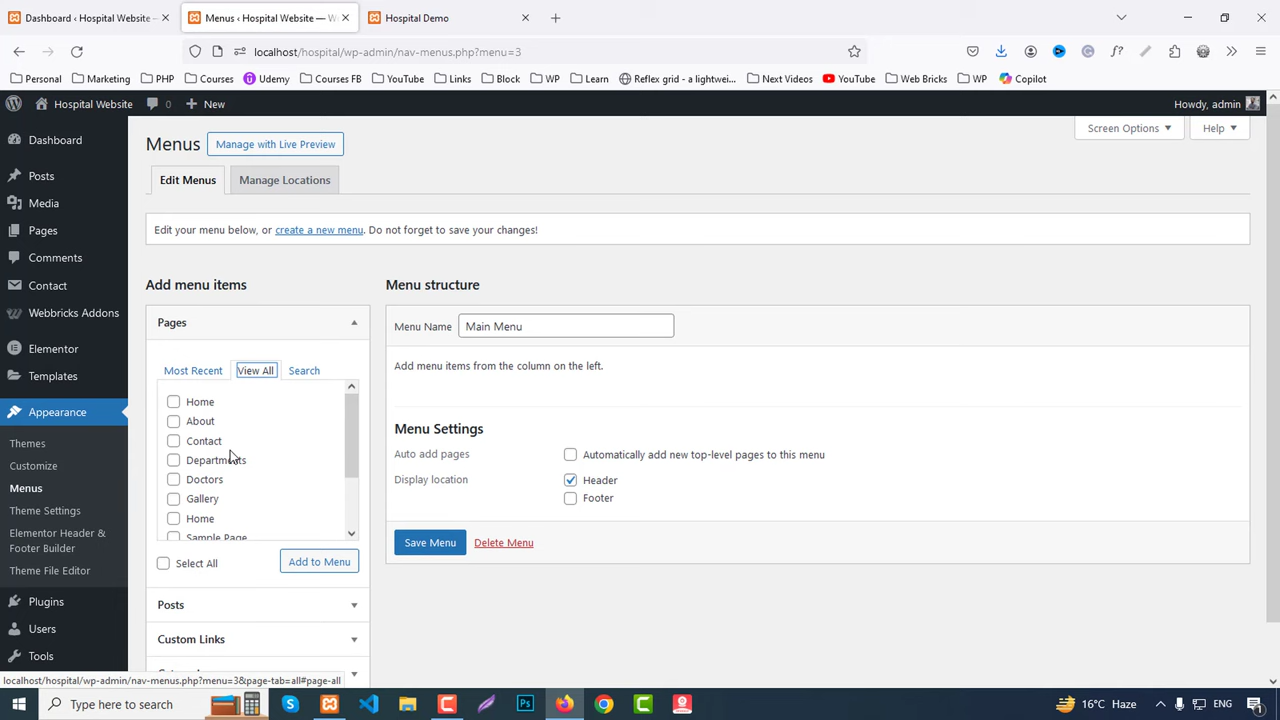 Dashboard ‹ Hospital Website —
Menus ‹ Hospital Website — W
Hospital Demo
localhost/hospital/wp-admin/nav-menus.php?menu=3
Personal
Marketing
PHP
Courses
Udemy
Courses FB
YouTube
Links
Block
WP
Learn
Reflex grid - a lightwei...
Next Videos
YouTube
Web Bricks
WP
Copilot
Hospital Website
0
New
Howdy, admin
Dashboard
Posts
Media
Pages
Comments
Contact
Webbricks Addons
Elementor
Templates
Appearance
Themes
Customize
Menus
Theme Settings
Elementor Header &
Footer Builder
Theme File Editor
Plugins
Users
Tools
Menus
Manage with Live Preview
Screen Options
Help
Edit Menus
Manage Locations
Edit your menu below, or create a new menu. Do not forget to save your changes!
Add menu items
Pages
Most Recent
View All
Search
Home
About
Contact
Departments
Doctors
Gallery
Home
Sample Page
Select All
Add to Menu
Posts
Custom Links
Menu structure
Menu Name
Main Menu
Add menu items from the column on the left.
Menu Settings
Auto add pages
Automatically add new top-level pages to this menu
Display location
Header
Footer
Save Menu
Delete Menu
localhost/hospital/wp-admin/nav-menus.php?menu=3&page-tab=all#page-all
Type here to search
16°C Haze
ENG